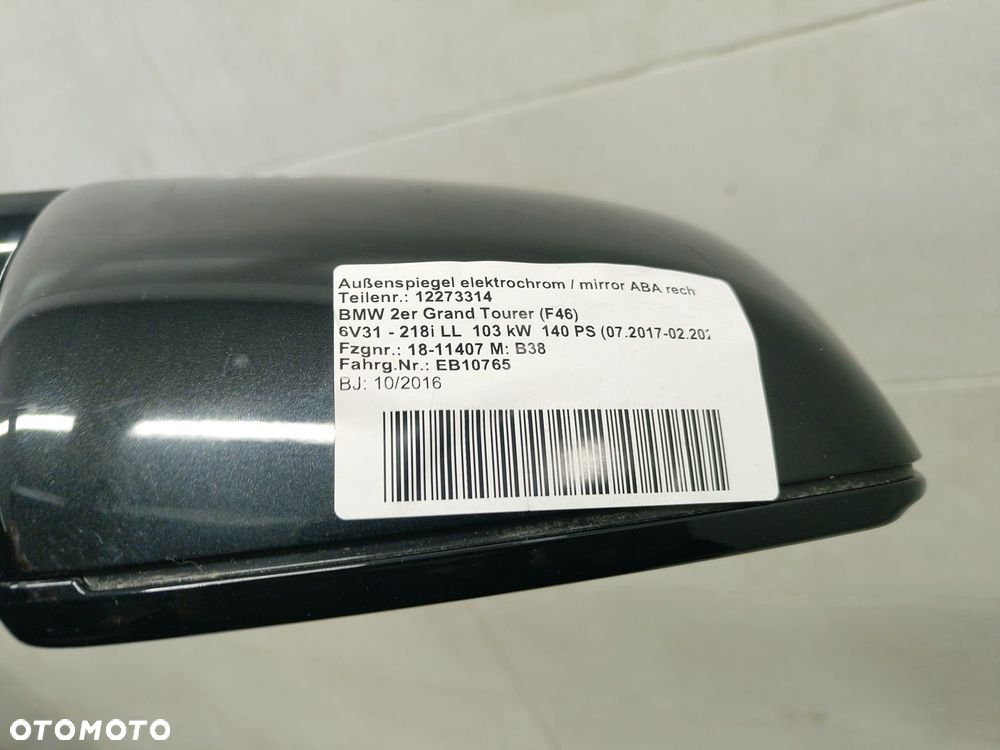 Außenspiegel elektrochrom / mirror ABA rech
Teilenr.: 12273314
BMW 2er Grand Tourer (F46)
6V31 - 218i LL 103 kW 140 PS (07.2017-02.202
Fzgnr.: 18-11407 M: B38
Fahrg.Nr.: EB10765
BJ: 10/2016
OTOMOTO